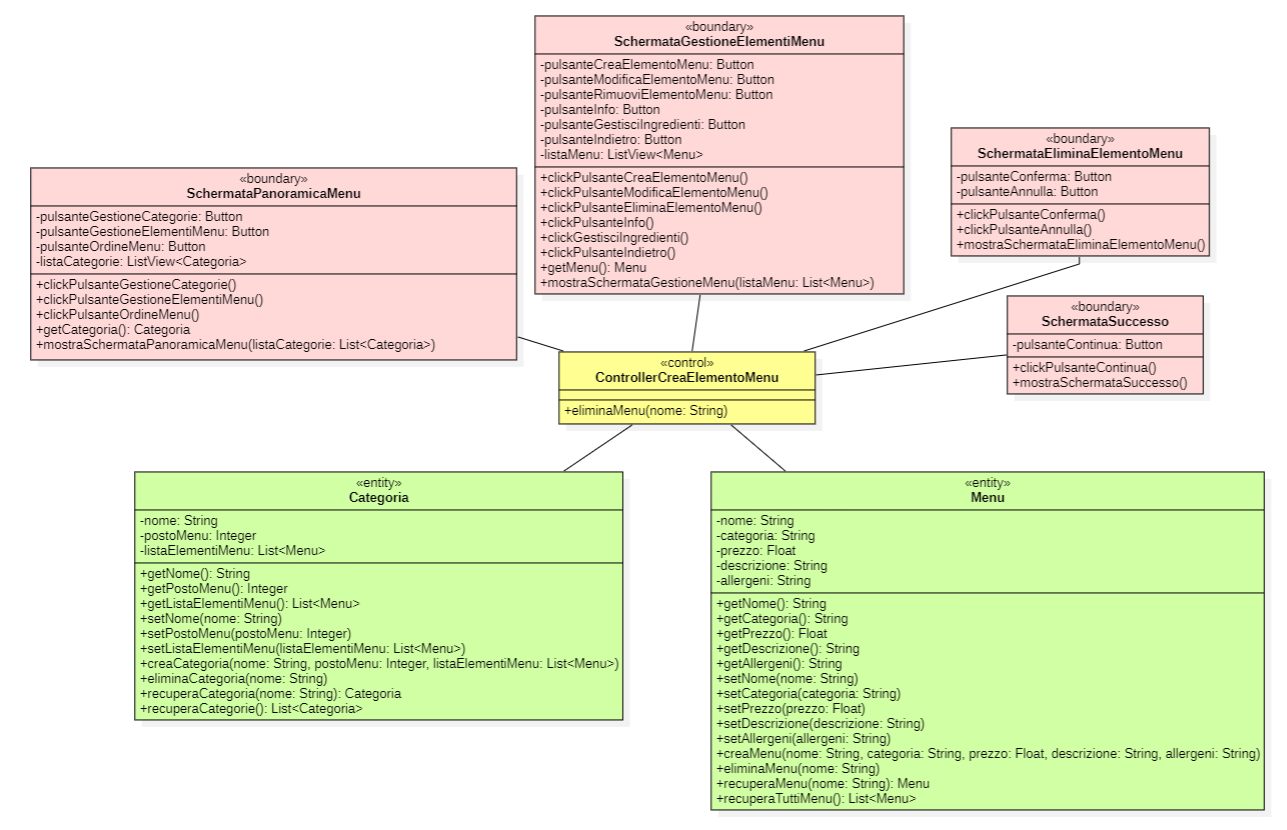 «boundary»
SchermataGestioneElementiMenu
-pulsanteCreaElementoMenu: Button
-pulsanteModificaElementoMenu: Button
-pulsanteRimuoviElementoMenu: Button
-pulsanteInfo: Button
-pulsanteGestisciIngredienti: Button
-pulsanteIndietro: Button
-listaMenu: ListView<Menu>
+clickPulsanteCreaElementoMenu()
+clickPulsanteModificaElementoMenu()
+clickPulsanteEliminaElementoMenu()
+clickPulsanteInfo()
+clickGestisciIngredienti()
+clickPulsanteIndietro()
+getMenu(): Menu
+mostraSchermataGestioneMenu(listaMenu: List<Menu>)
«boundary»
SchermataEliminaElementoMenu
-pulsanteConferma: Button
-pulsanteAnnulla: Button
+clickPulsanteConferma()
+clickPulsanteAnnulla()
+mostraSchermataEliminaElementoMenu()
«boundary»
SchermataPanoramicaMenu
-pulsanteGestioneCategorie: Button
-pulsanteGestioneElementiMenu: Button
-pulsanteOrdineMenu: Button
-listaCategorie: ListView<Categoria>
+clickPulsanteGestioneCategorie()
+clickPulsanteGestioneElementiMenu()
+clickPulsanteOrdineMenu()
+getCategoria(): Categoria
+mostraSchermataPanoramicaMenu(listaCategorie: List<Categoria>)
«boundary»
SchermataSuccesso
-pulsanteContinua: Button
+clickPulsanteContinua()
+mostraSchermataSuccesso()
«control»
ControllerCreaElementoMenu
+eliminaMenu(nome: String)
«entity»
Categoria
-nome: String
-postoMenu: Integer
-listaElementiMenu: List<Menu>
+getNome(): String
+getPostoMenu(): Integer
+getListaElementiMenu(): List<Menu>
+setNome(nome: String)
+setPostoMenu(postoMenu: Integer)
+setListaElementiMenu(listaElementiMenu: List<Menu>)
+creaCategoria(nome: String, postoMenu: Integer, listaElementiMenu: List<Menu>)
+eliminaCategoria(nome: String)
+recuperaCategoria(nome: String): Categoria
+recuperaCategorie(): List<Categoria>
«entity»
Menu
-nome: String
-categoria: String
-prezzo: Float
-descrizione: String
-allergeni: String
+getNome(): String
+getCategoria(): String
+getPrezzo(): Float
+getDescrizione(): String
+getAllergeni(): String
+setNome(nome: String)
+setCategoria(categoria: String)
+setPrezzo(prezzo: Float)
+setDescrizione(descrizione: String)
+setAllergeni(allergeni: String)
+creaMenu(nome: String, categoria: String, prezzo: Float, descrizione: String, allergeni: String)
+eliminaMenu(nome: String)
+recuperaMenu(nome: String): Menu
+recuperaTuttiMenu(): List<Menu>